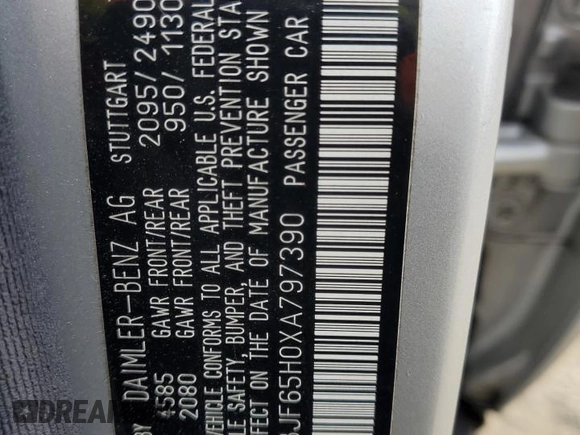 BY DAIMLER-BENZ AG STUTTGART
4585 GAWR FRONT/REAR 2095/2490
2080 GAWR FRONT/REAR 950/1130
VEHICLE CONFORMS TO ALL APPLICABLE U.S. FEDERAL
SAFETY, BUMPER, AND THEFT PREVENTION STA
ECT ON THE DATE OF MANUFACTURE SHOWN
JF65H0XA797390 PASSENGER CAR